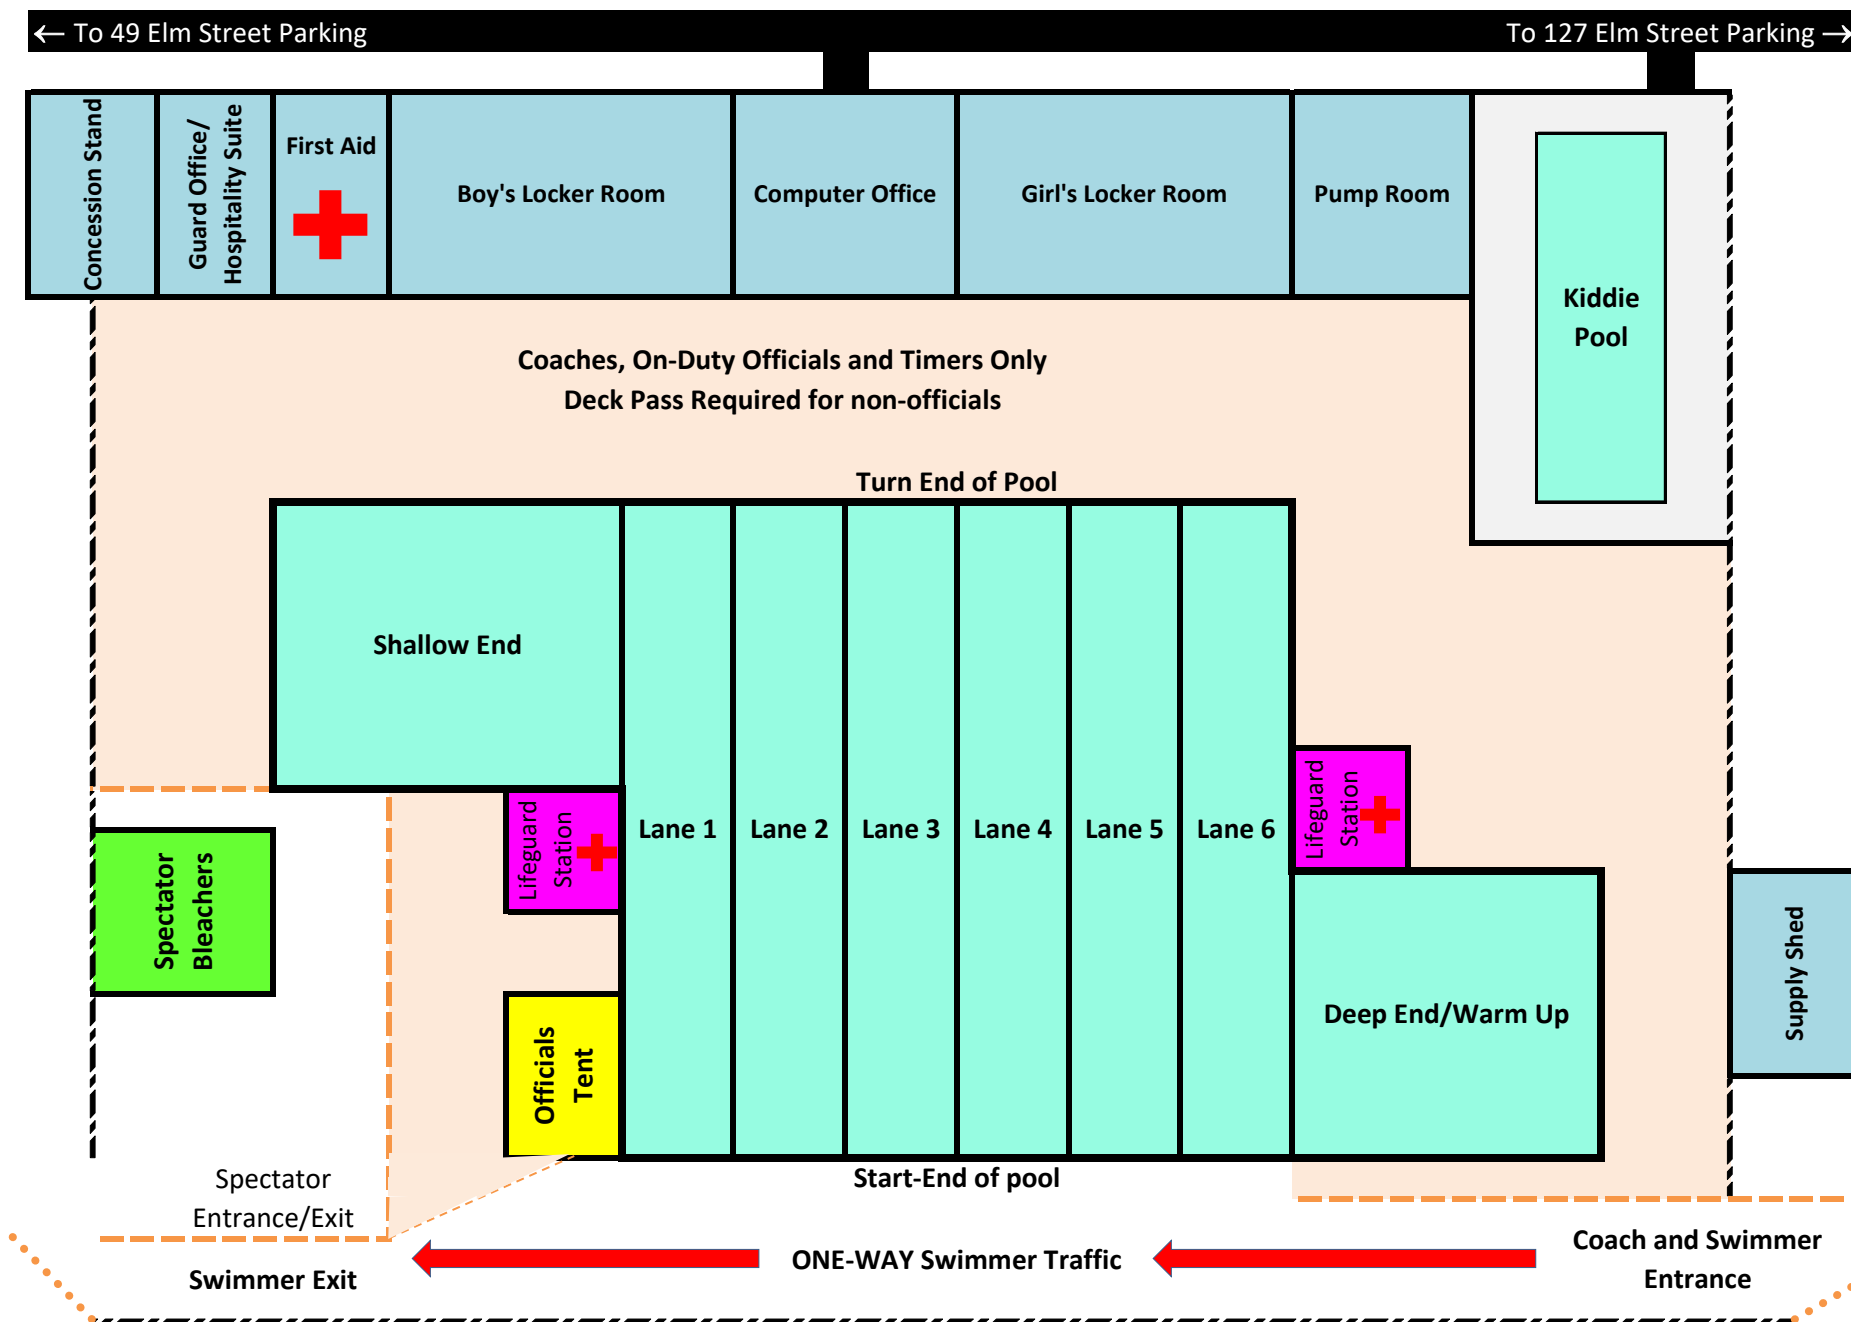 ← To 49 Elm Street Parking
To 127 Elm Street Parking →
Concession Stand
Guard Office/
Hospitality Suite
First Aid
Boy's Locker Room
Computer Office
Girl's Locker Room
Pump Room
Kiddie
Pool
Coaches, On-Duty Officials and Timers Only
Deck Pass Required for non-officials
Turn End of Pool
Shallow End
Lifeguard
Station
Lane 1
Lane 2
Lane 3
Lane 4
Lane 5
Lane 6
Lifeguard
Station
Spectator
Bleachers
Officials
Tent
Deep End/Warm Up
Supply Shed
Spectator
Entrance/Exit
Start-End of pool
Swimmer Exit
ONE-WAY Swimmer Traffic
Coach and Swimmer
Entrance